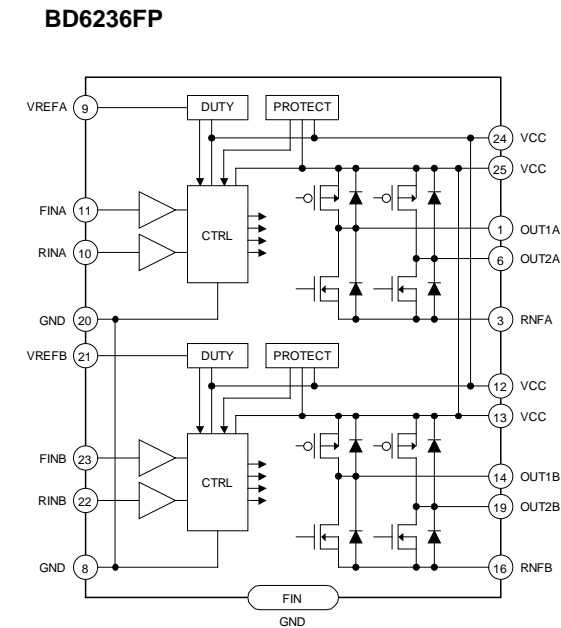 BD6236FP
VREFA 9
DUTY
PROTECT
24 VCC
25 VCC
FINA 11
CTRL
1 OUT1A
RINA 10
6 OUT2A
GND 20
3 RNFA
VREFB 21
DUTY
PROTECT
12 VCC
13 VCC
FINB 23
CTRL
14 OUT1B
RINB 22
19 OUT2B
GND 8
16 RNFB
FIN
GND